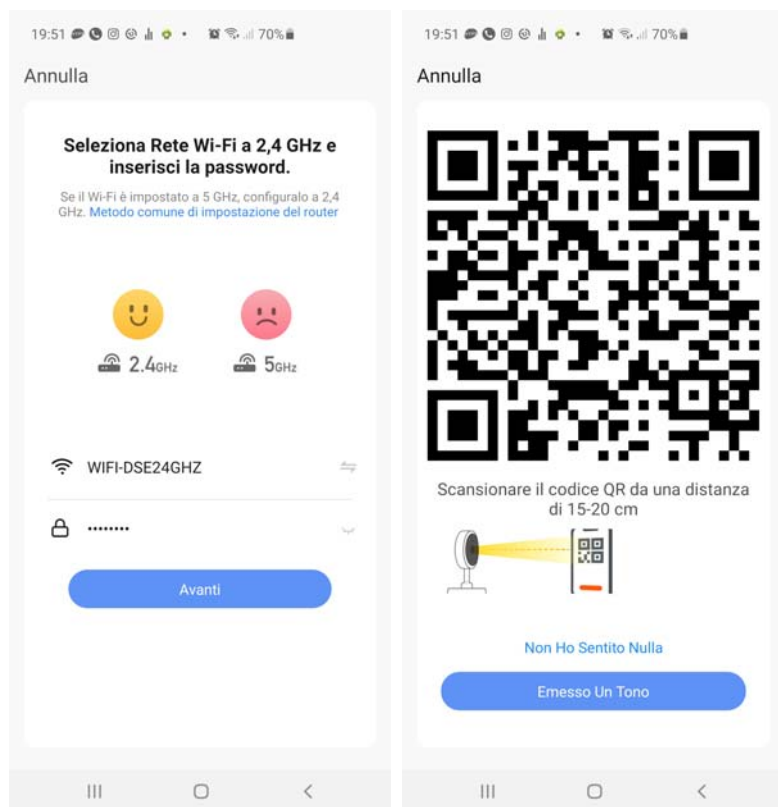 19:51
70%
Annulla
Seleziona Rete Wi-Fi a 2,4 GHz e
inserisci la password.
Se il Wi-Fi è impostato a 5 GHz, configuralo a 2,4
GHz. Metodo comune di impostazione del router
2.4GHz
5GHz
WIFI-DSE24GHZ
••••••••
Avanti
19:51
70%
Annulla
Scansionare il codice QR da una distanza
di 15-20 cm
Non Ho Sentito Nulla
Emesso Un Tono